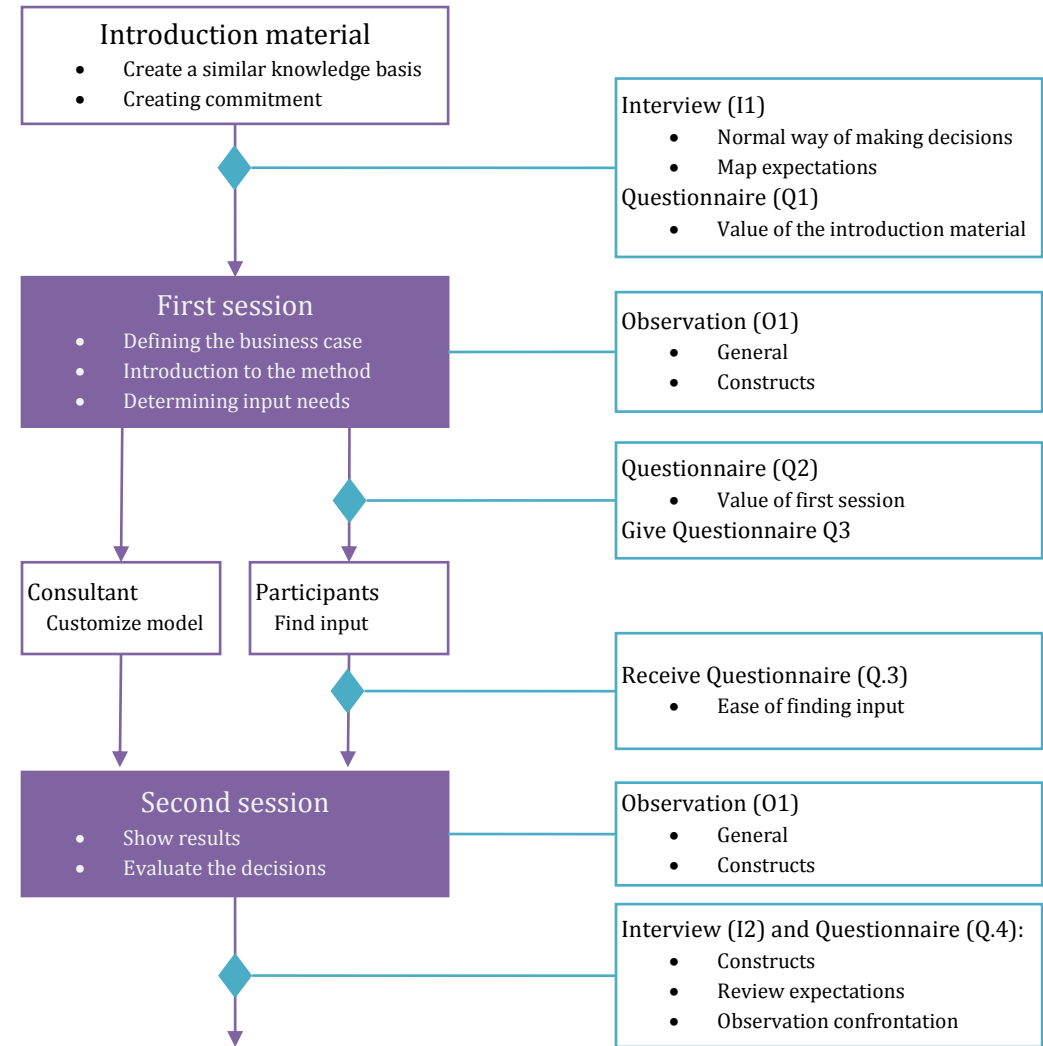 Introduction material
• Create a similar knowledge basis
• Creating commitment
Interview (I1)
• Normal way of making decisions
• Map expectations
Questionnaire (Q1)
• Value of the introduction material
First session
• Defining the business case
• Introduction to the method
• Determining input needs
Observation (O1)
• General
• Constructs
Questionnaire (Q2)
• Value of first session
Give Questionnaire Q3
Consultant
Customize model
Participants
Find input
Receive Questionnaire (Q.3)
• Ease of finding input
Second session
• Show results
• Evaluate the decisions
Observation (O1)
• General
• Constructs
Interview (I2) and Questionnaire (Q.4):
• Constructs
• Review expectations
• Observation confrontation